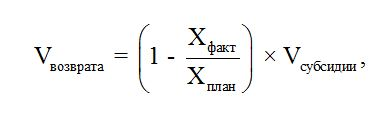 V возврата = (1 - X факт / X план) × V субсидии ,